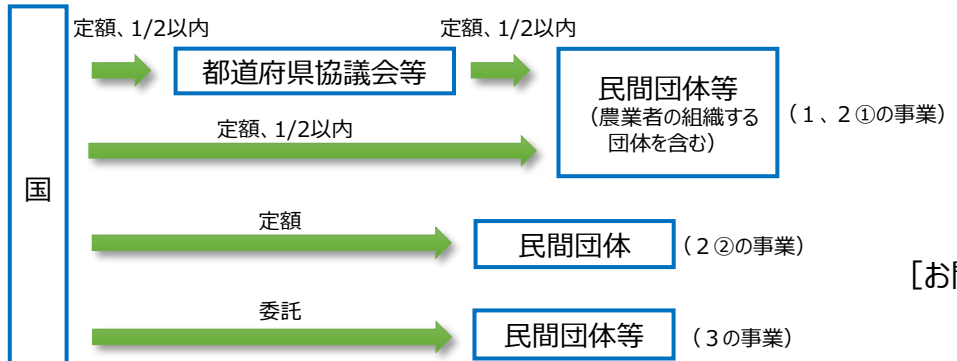 定額、1/2以内
定額、1/2以内
都道府県協議会等
民間団体等
（農業者の組織する
団体を含む）
（１、２①の事業）
定額、1/2以内
国
定額
民間団体
（２②の事業）
[お
委託
民間団体等
（３の事業）